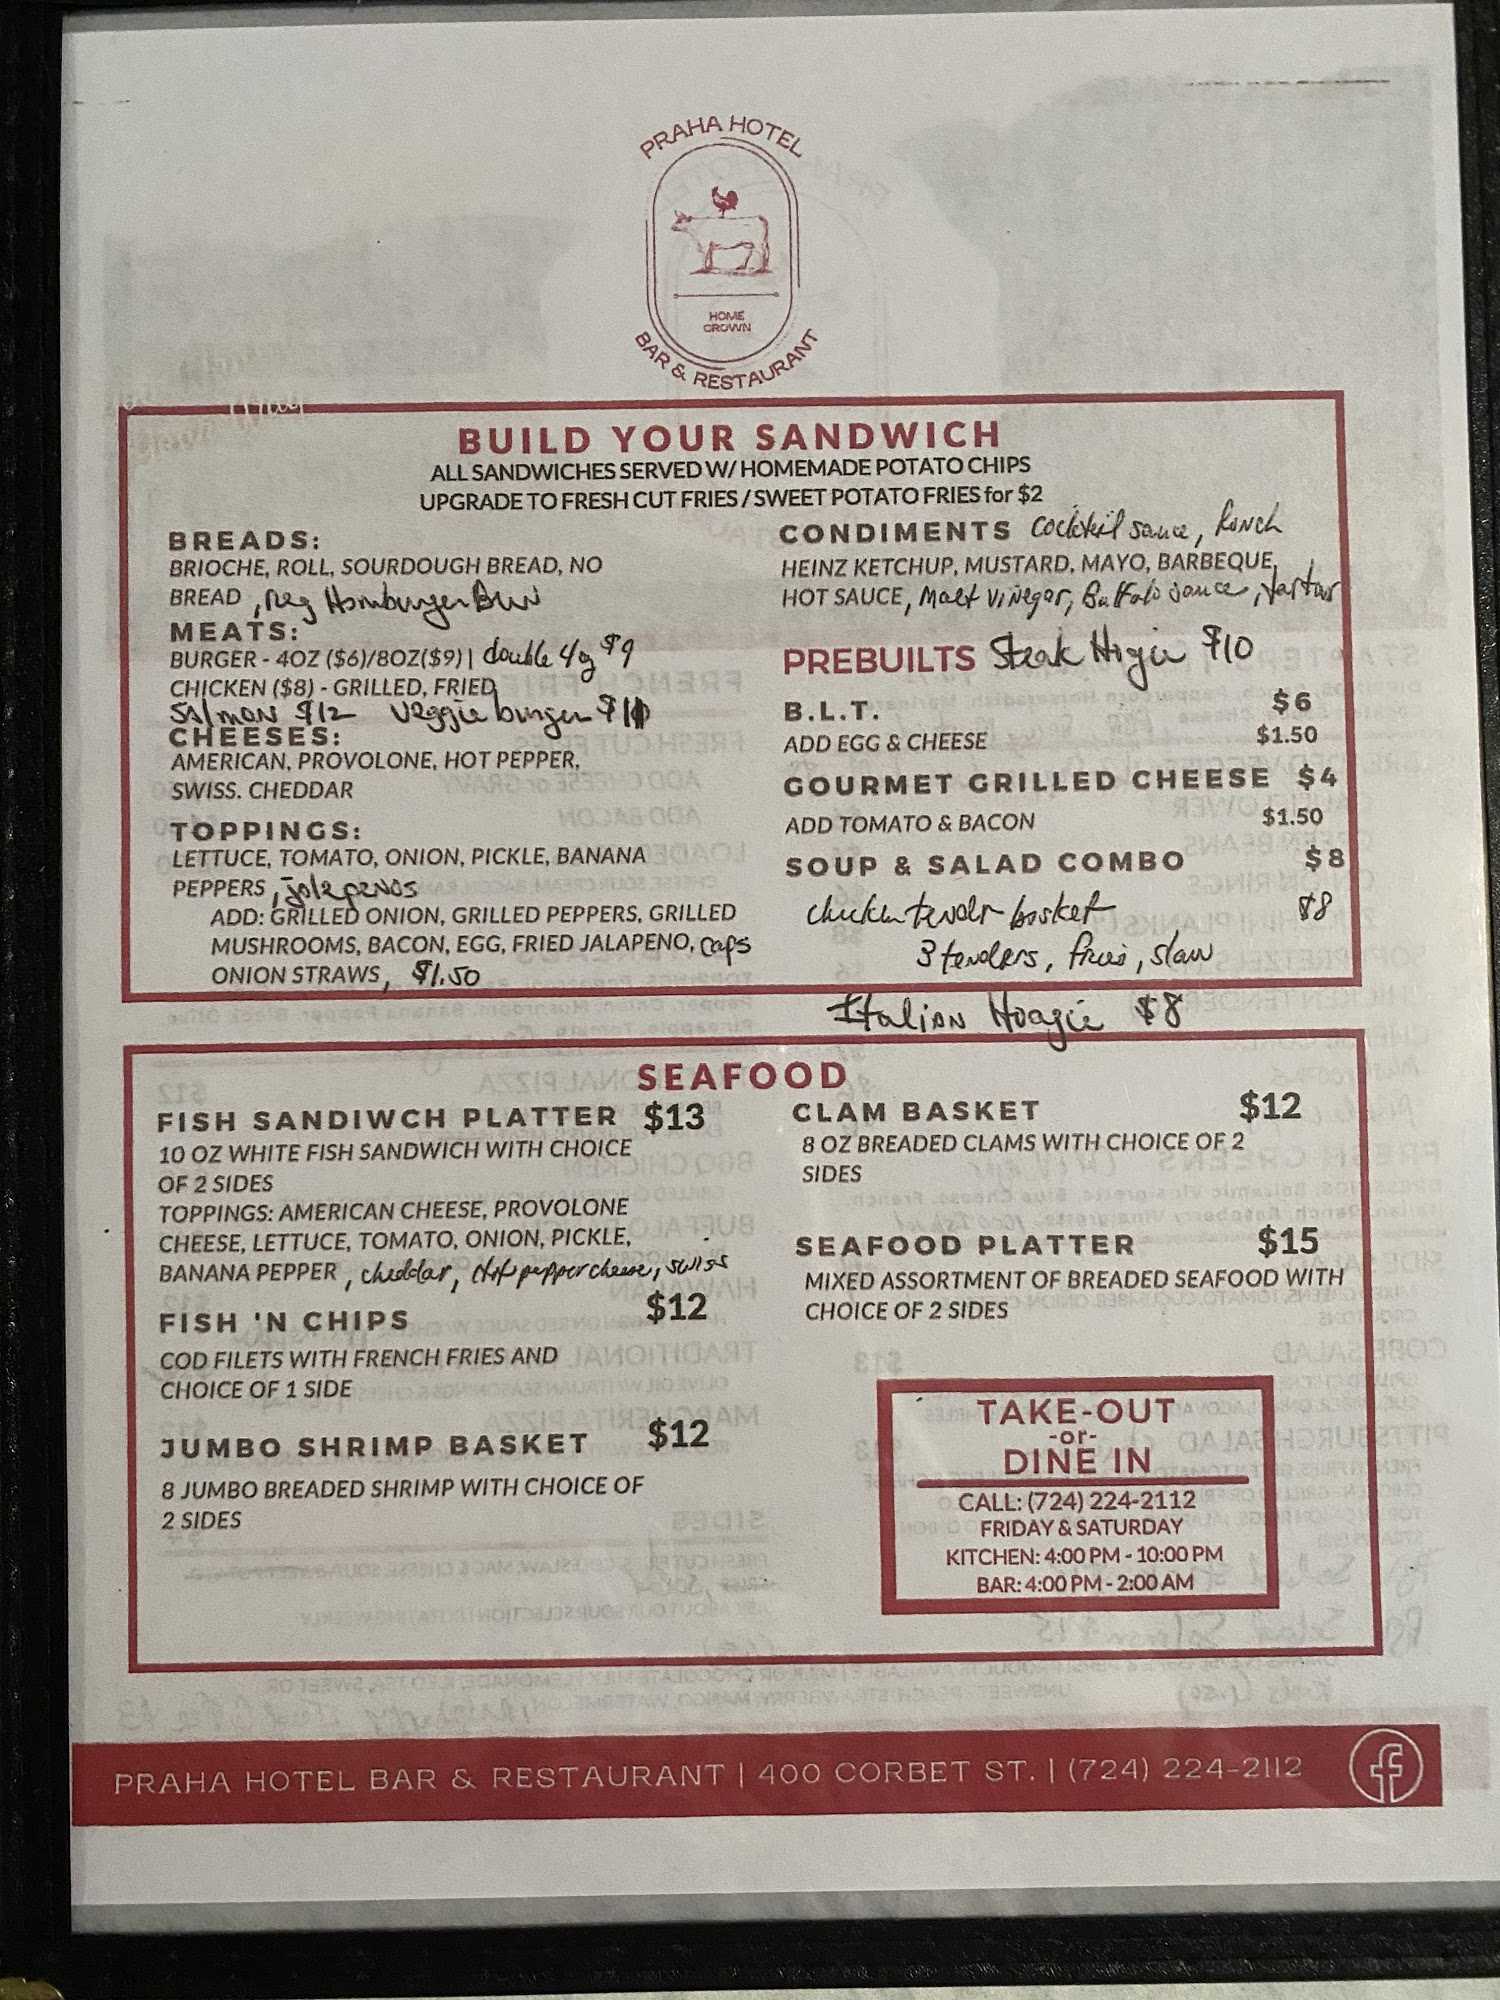 PRAHA HOTEL
HOME
GROWN
BAR & RESTAURANT
BUILD YOUR SANDWICH
ALL SANDWICHES SERVED W/ HOMEMADE POTATO CHIPS
UPGRADE TO FRESH CUT FRIES / SWEET POTATO FRIES for $2
BREADS:
BRIOCHE, ROLL, SOURDOUGH BREAD, NO
BREAD, Reg Hamburger Bun
MEATS:
BURGER - 4OZ ($6)/8OZ($9) | double 4oz $9
CHICKEN ($8) - GRILLED, FRIED
Salmon $12 Veggie burger
CHEESES:
AMERICAN, PROVOLONE, HOT PEPPER,
SWISS. CHEDDAR
TOPPINGS:
LETTUCE, TOMATO, ONION, PICKLE, BANANA
PEPPERS, jalepenos
ADD: GRILLED ONION, GRILLED PEPPERS, GRILLED
MUSHROOMS, BACON, EGG, FRIED JALAPENO, caps
ONION STRAWS, $1.50
CONDIMENTS Cocktail sauce, Ranch
HEINZ KETCHUP, MUSTARD, MAYO, BARBEQUE,
HOT SAUCE, Malt vinegar, Buffalo sauce, tartar
PREBUILTS Steak Hogie $10
B.L.T. $6
ADD EGG & CHEESE $1.50
GOURMET GRILLED CHEESE $4
ADD TOMATO & BACON $1.50
SOUP & SALAD COMBO $8
chicken tender basket $8
3 tenders, fries, slaw
Italian Hoagie $8
SEAFOOD
FISH SANDIWCH PLATTER $13
10 OZ WHITE FISH SANDWICH WITH CHOICE
OF 2 SIDES
TOPPINGS: AMERICAN CHEESE, PROVOLONE
CHEESE, LETTUCE, TOMATO, ONION, PICKLE,
BANANA PEPPER, cheddar, Hot pepper cheese, swiss
FISH 'N CHIPS $12
COD FILETS WITH FRENCH FRIES AND
CHOICE OF 1 SIDE
JUMBO SHRIMP BASKET $12
8 JUMBO BREADED SHRIMP WITH CHOICE OF
2 SIDES
CLAM BASKET $12
8 OZ BREADED CLAMS WITH CHOICE OF 2
SIDES
SEAFOOD PLATTER $15
MIXED ASSORTMENT OF BREADED SEAFOOD WITH
CHOICE OF 2 SIDES
TAKE-OUT
-or-
DINE IN
CALL: (724) 224-2112
FRIDAY & SATURDAY
KITCHEN: 4:00 PM - 10:00 PM
BAR: 4:00 PM - 2:00 AM
PRAHA HOTEL BAR & RESTAURANT | 400 CORBET ST. | (724) 224-2112